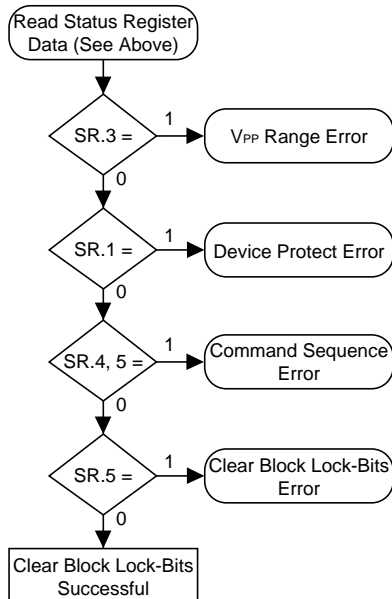 Read Status Register
Data (See Above)
SR.3 =
1
VPP Range Error
0
SR.1 =
1
Device Protect Error
0
SR.4, 5 =
1
Command Sequence
Error
0
SR.5 =
1
Clear Block Lock-Bits
Error
0
Clear Block Lock-Bits
Successful